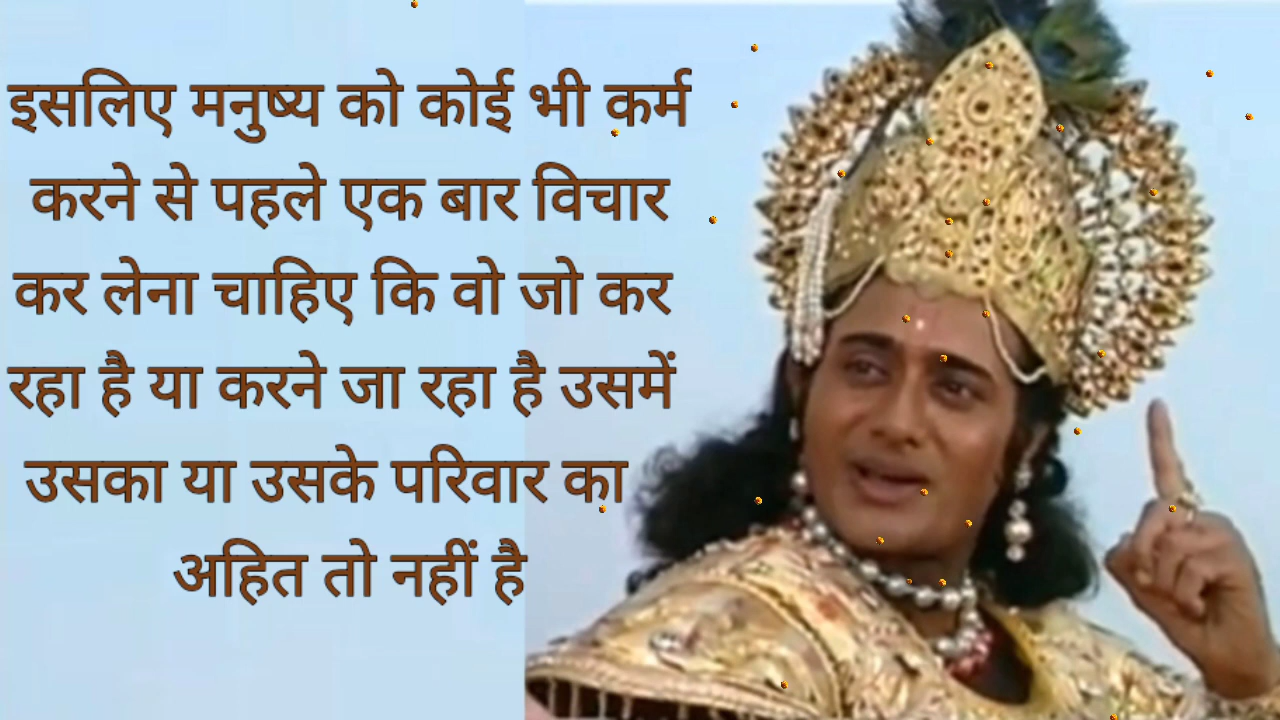 इसलिए मनुष्य को कोई भी कर्म
करने से पहले एक बार विचार
कर लेना चाहिए कि वो जो कर
रहा है या करने जा रहा है उसमें
उसका या उसके परिवार का
अहित तो नहीं है